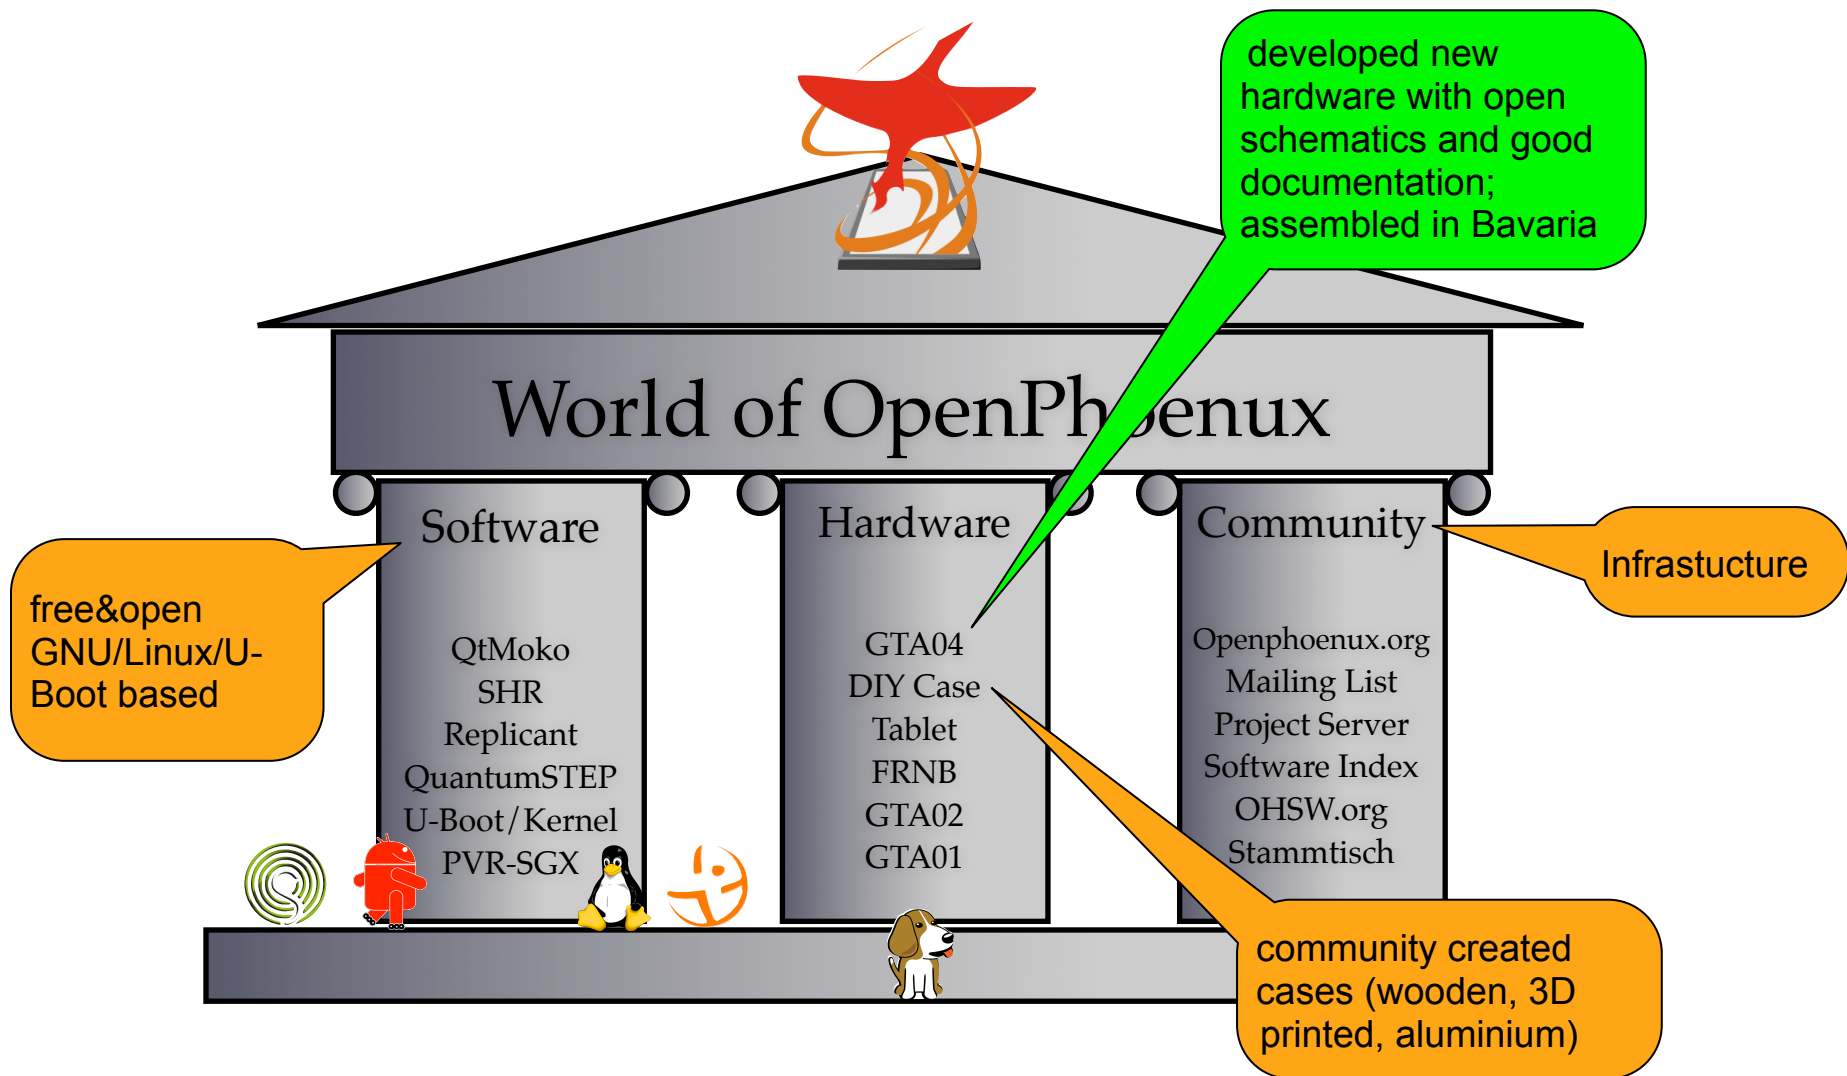 developed new
hardware with open
schematics and good
documentation;
assembled in Bavaria
World of OpenPhoenux
Software
free&open
GNU/Linux/U-
Boot based
QtMoko
SHR
Replicant
QuantumSTEP
U-Boot/Kernel
PVR-SGX
Hardware
GTA04
DIY Case
Tablet
FRNB
GTA02
GTA01
community created
cases (wooden, 3D
printed, aluminium)
Community
Infrastucture
Openphoenux.org
Mailing List
Project Server
Software Index
OHSW.org
Stammtisch